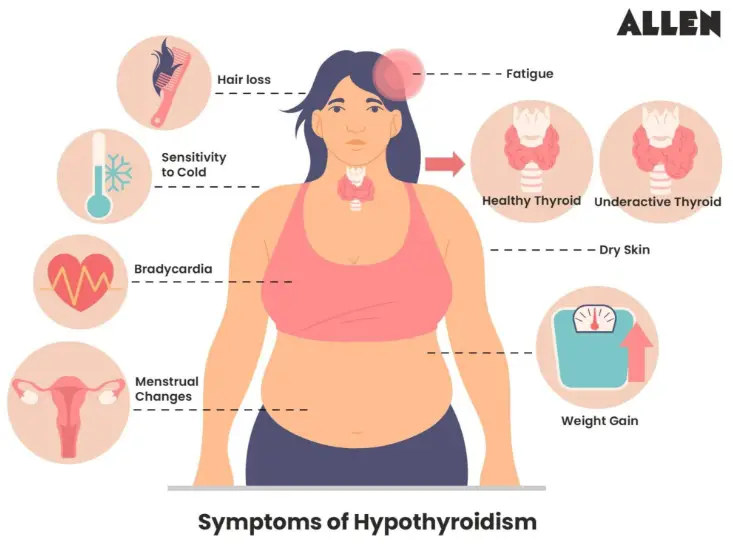 ALLEN
Hair loss
Fatigue
Sensitivity
to Cold
Healthy Thyroid
Underactive Thyroid
Dry Skin
Bradycardia
Menstrual
Changes
Weight Gain
Symptoms of Hypothyroidism